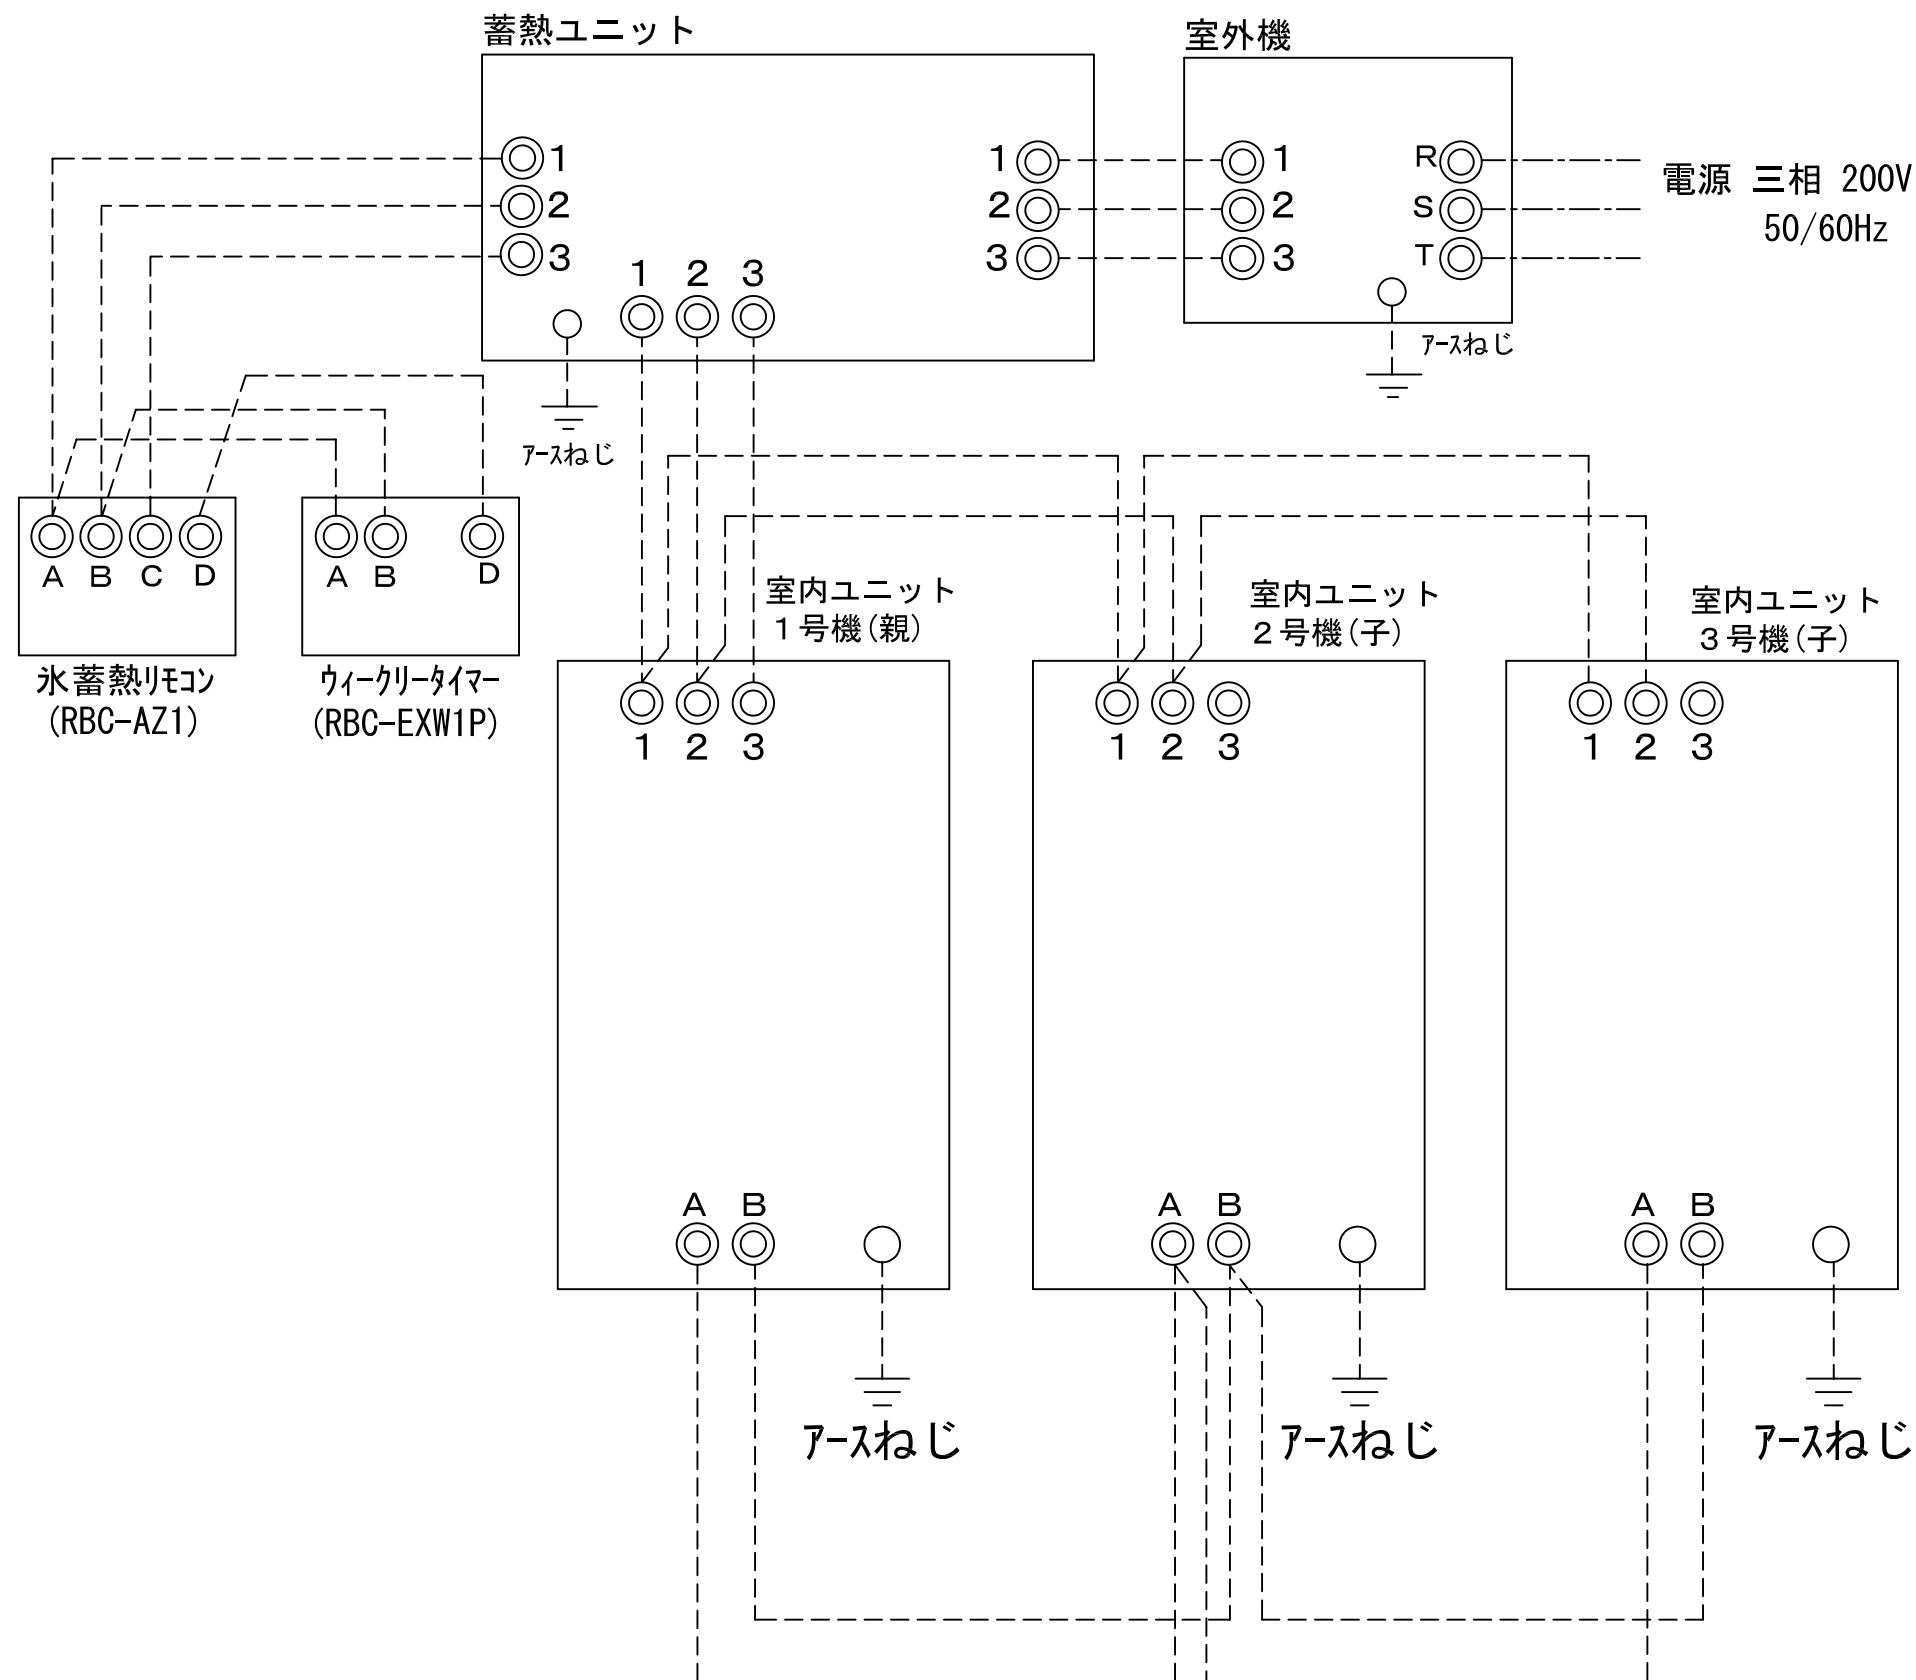 蓄熱ユニット
室外機
1
2
3
1
2
3
1 2 3
1
2
3
R
S
T
電源 三相 200V
50/60Hz
ｱｰｽねじ
ｱｰｽねじ
A B C D
A B D
氷蓄熱ﾘﾓｺﾝ
(RBC-AZ1)
ｳｨｰｸﾘｰﾀｲﾏｰ
(RBC-EXW1P)
室内ユニット
1号機(親)
室内ユニット
2号機(子)
室内ユニット
3号機(子)
1 2 3
1 2 3
1 2 3
A B
A B
A B
ｱｰｽねじ
ｱｰｽねじ
ｱｰｽねじ